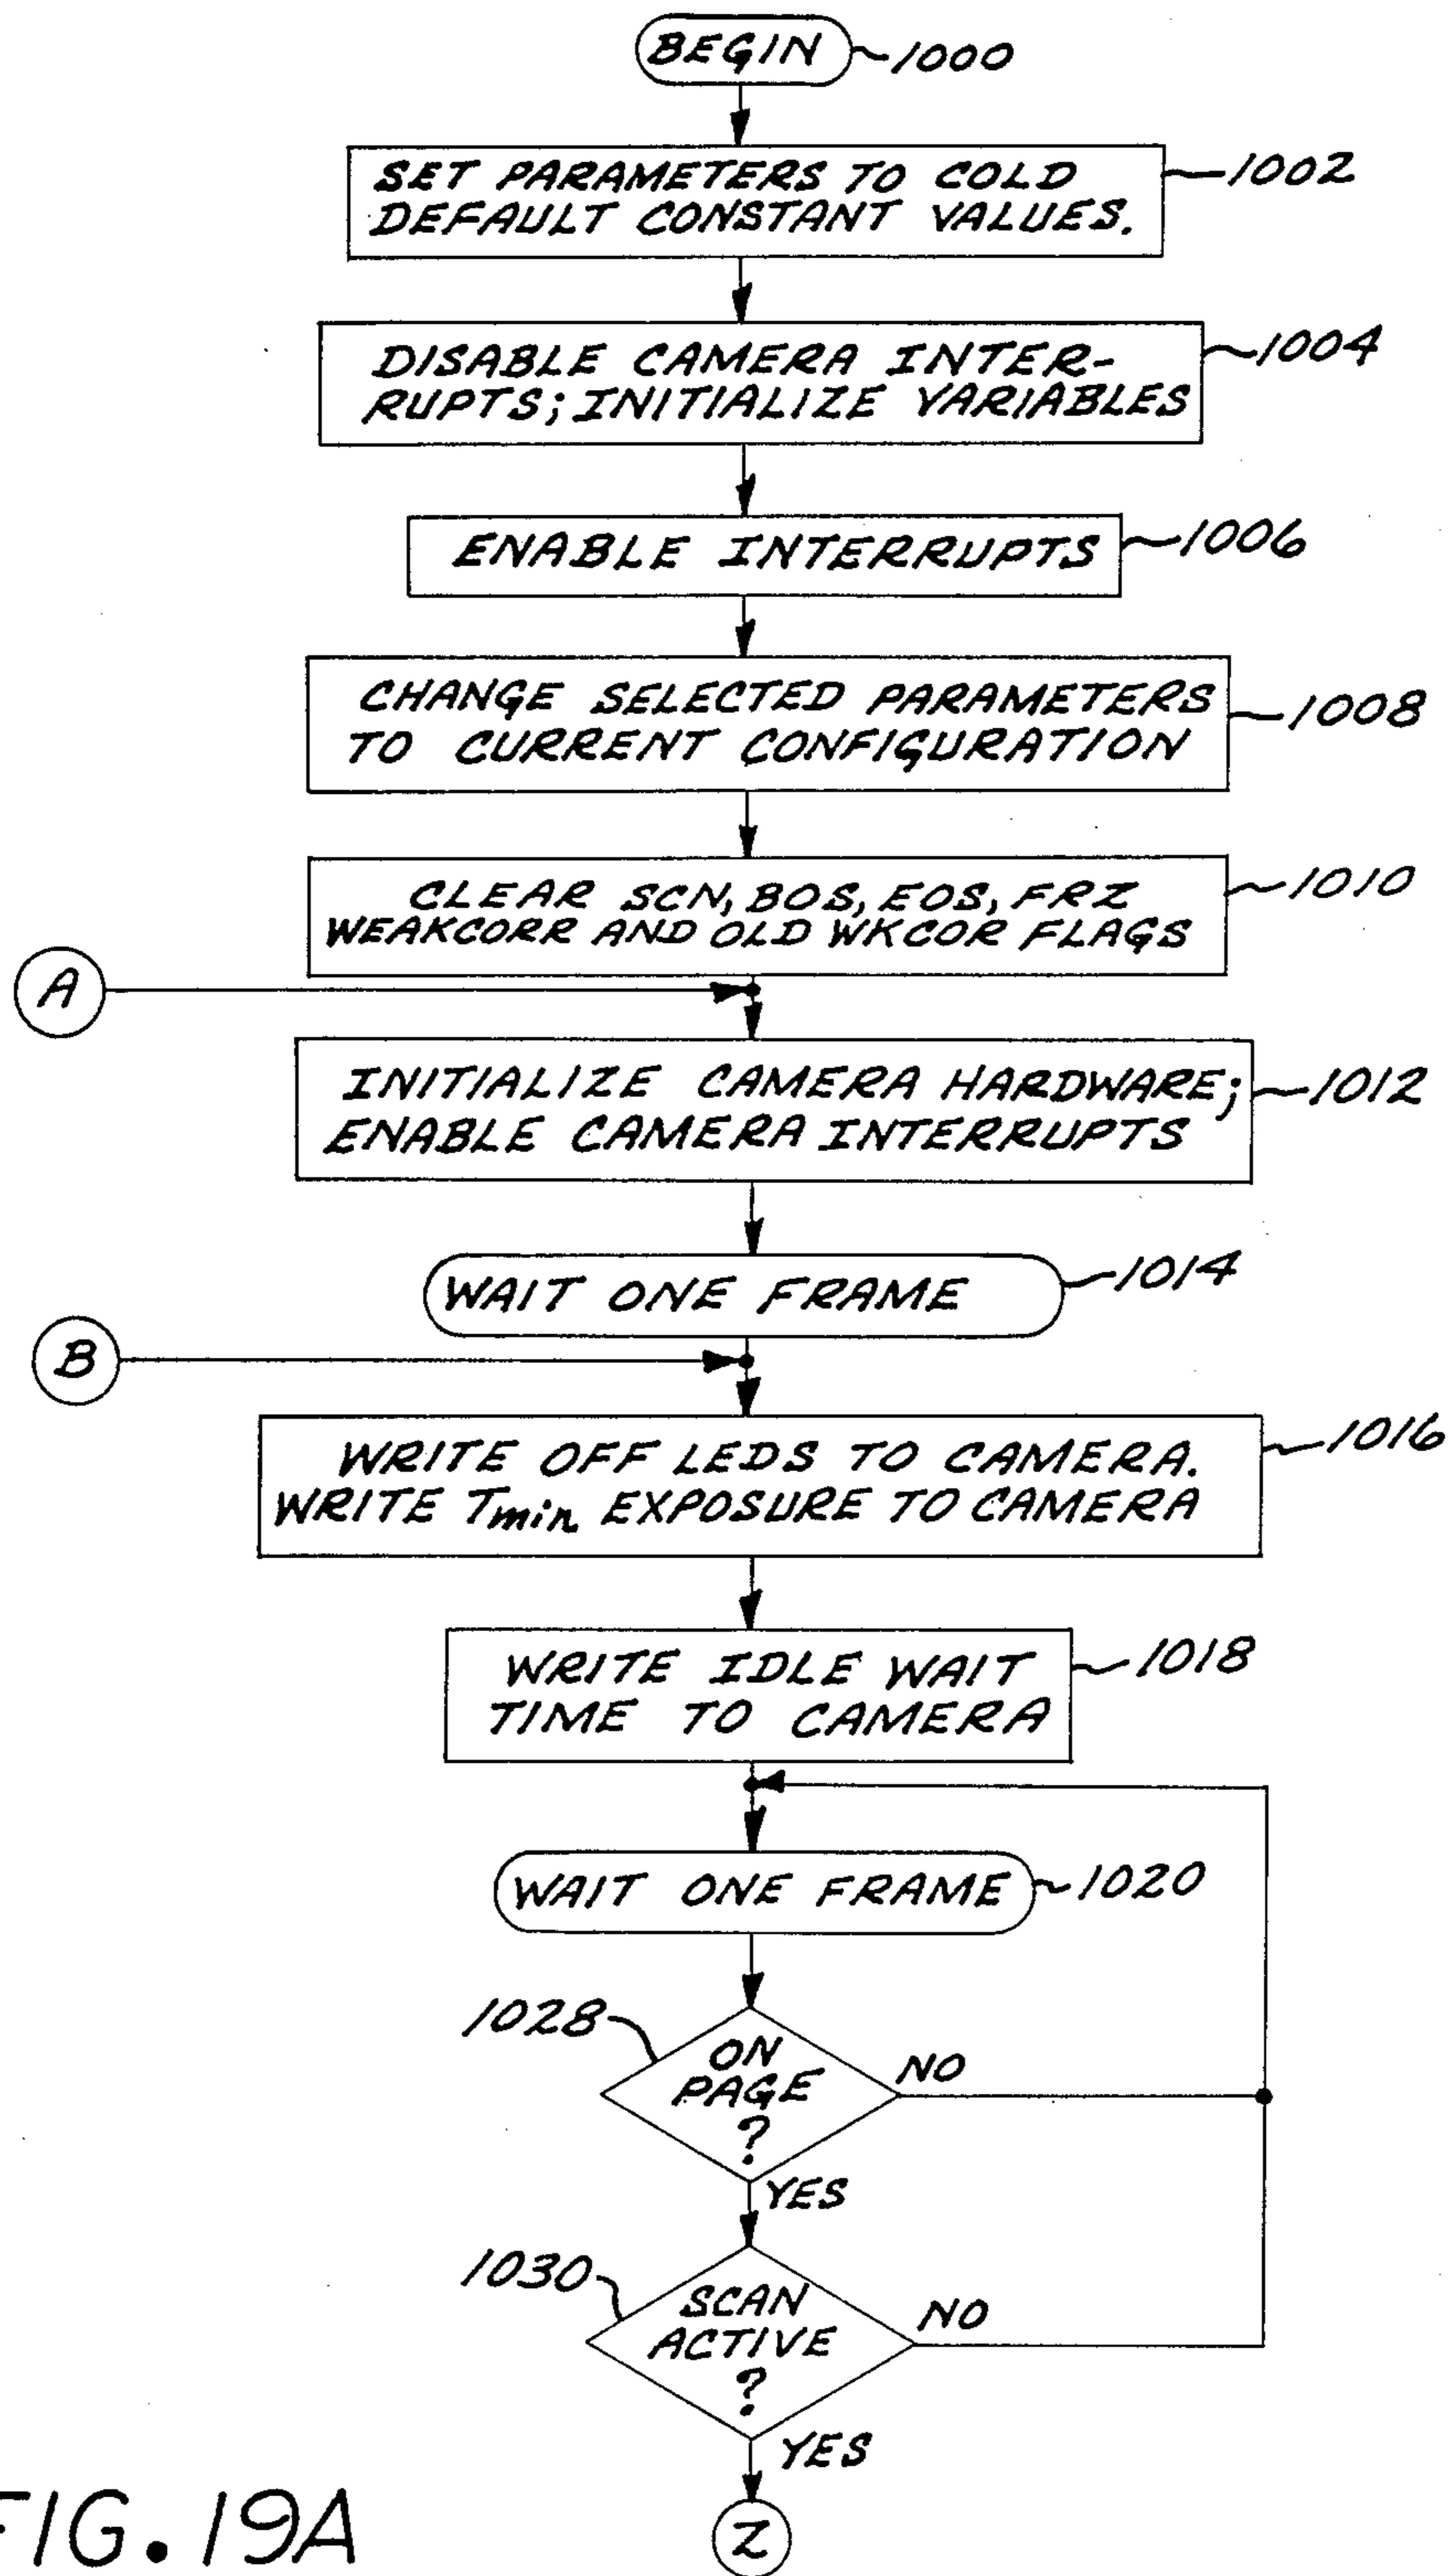 BEGIN 1000
SET PARAMETERS TO COLD 1002
DEFAULT CONSTANT VALUES.
DISABLE CAMERA INTER- 1004
RUPTS; INITIALIZE VARIABLES
ENABLE INTERRUPTS 1006
CHANGE SELECTED PARAMETERS 1008
TO CURRENT CONFIGURATION
CLEAR SCN, BOS, EOS, FRZ 1010
WEAKCORR AND OLD WKCOR FLAGS
A
INITIALIZE CAMERA HARDWARE; 1012
ENABLE CAMERA INTERRUPTS
WAIT ONE FRAME 1014
B
WRITE OFF LEDS TO CAMERA. 1016
WRITE Tmin EXPOSURE TO CAMERA
WRITE IDLE WAIT 1018
TIME TO CAMERA
WAIT ONE FRAME 1020
1028
ON
PAGE
?
NO
YES
1030
SCAN
ACTIVE
?
NO
YES
Z
FIG. 19A